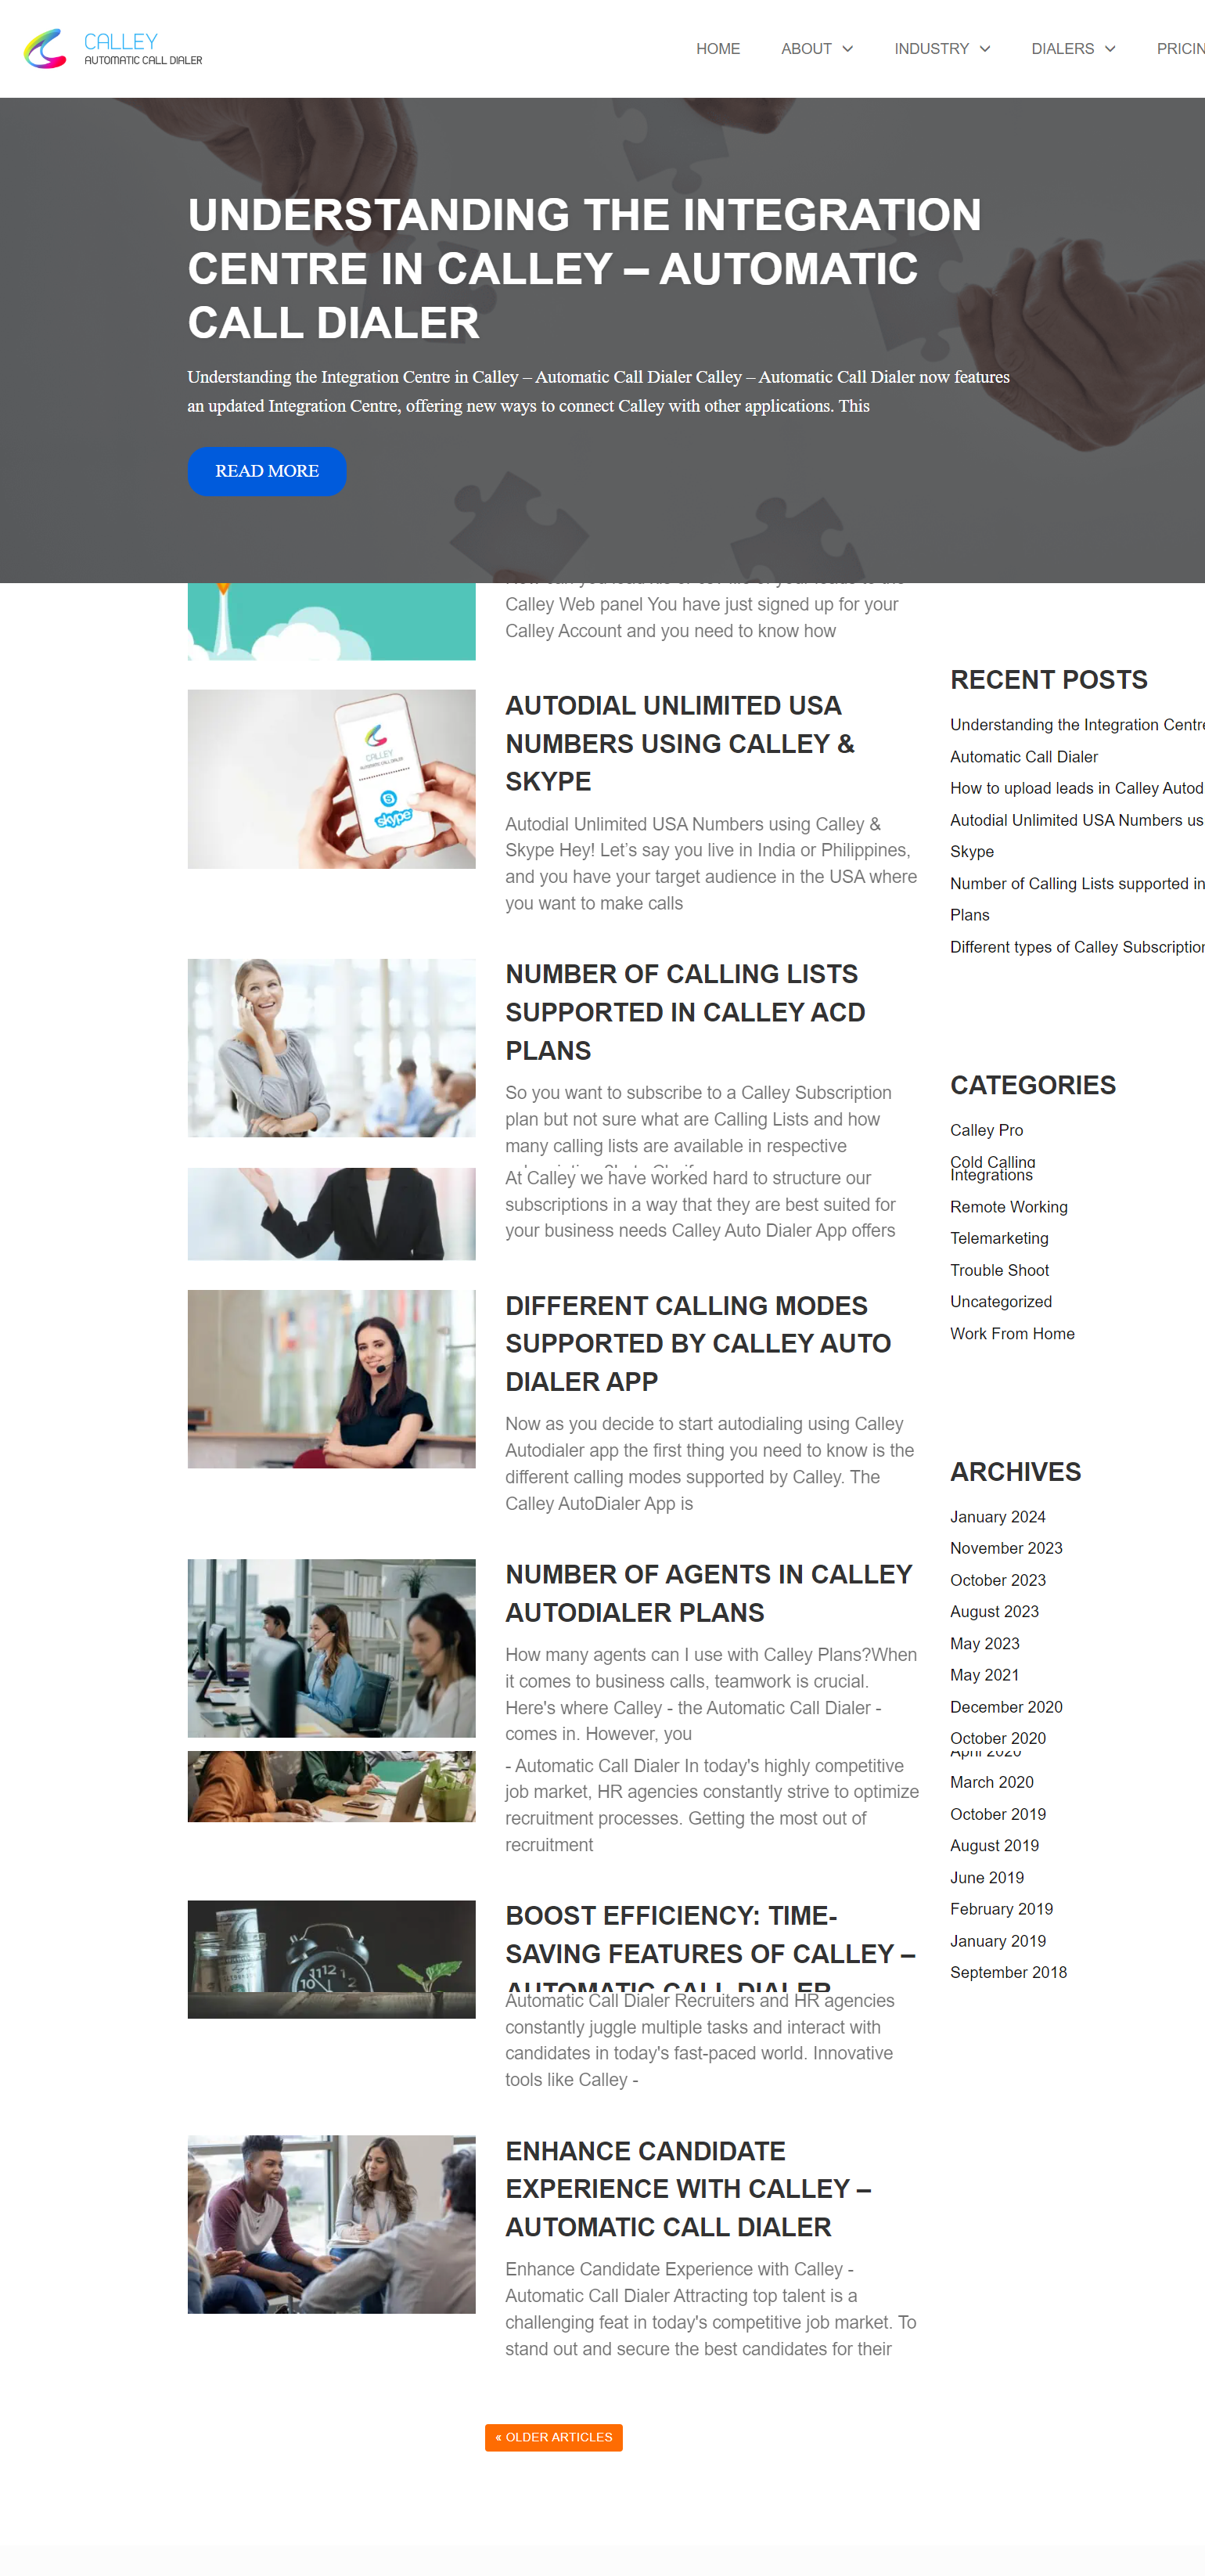 CALLEY
AUTOMATIC CALL DIALER
HOME
ABOUT
INDUSTRY
DIALERS
UNDERSTANDING THE INTEGRATION
CENTRE IN CALLEY – AUTOMATIC
CALL DIALER
Understanding the Integration Centre in Calley – Automatic Call Dialer Calley – Automatic Call Dialer now features
an updated Integration Centre, offering new ways to connect Calley with other applications. This
READ MORE
Calley Web panel You have just signed up for your
Calley Account and you need to know how
CALLEY
AUTOMATIC CALL DIALER
skype
AUTODIAL UNLIMITED USA
NUMBERS USING CALLEY &
SKYPE
Autodial Unlimited USA Numbers using Calley &
Skype Hey! Let’s say you live in India or Philippines,
and you have your target audience in the USA where
you want to make calls
NUMBER OF CALLING LISTS
SUPPORTED IN CALLEY ACD
PLANS
So you want to subscribe to a Calley Subscription
plan but not sure what are Calling Lists and how
many calling lists are available in respective
At Calley we have worked hard to structure our
subscriptions in a way that they are best suited for
your business needs Calley Auto Dialer App offers
DIFFERENT CALLING MODES
SUPPORTED BY CALLEY AUTO
DIALER APP
Now as you decide to start autodialing using Calley
Autodialer app the first thing you need to know is the
different calling modes supported by Calley. The
Calley AutoDialer App is
NUMBER OF AGENTS IN CALLEY
AUTODIALER PLANS
How many agents can I use with Calley Plans?When
it comes to business calls, teamwork is crucial.
Here's where Calley - the Automatic Call Dialer -
comes in. However, you
- Automatic Call Dialer In today's highly competitive
job market, HR agencies constantly strive to optimize
recruitment processes. Getting the most out of
recruitment
BOOST EFFICIENCY: TIME-
SAVING FEATURES OF CALLEY –
AUTOMATIC CALL DIALER
Automatic Call Dialer Recruiters and HR agencies
constantly juggle multiple tasks and interact with
candidates in today's fast-paced world. Innovative
tools like Calley -
ENHANCE CANDIDATE
EXPERIENCE WITH CALLEY –
AUTOMATIC CALL DIALER
Enhance Candidate Experience with Calley -
Automatic Call Dialer Attracting top talent is a
challenging feat in today's competitive job market. To
stand out and secure the best candidates for their
« OLDER ARTICLES
RECENT POSTS
Understanding the Integration Centre
Automatic Call Dialer
How to upload leads in Calley
Autodial Unlimited USA Numbers
Skype
Number of Calling Lists supported in
Plans
Different types of Calley
CATEGORIES
Calley Pro
Cold Calling
Integrations
Remote Working
Telemarketing
Trouble Shoot
Uncategorized
Work From Home
ARCHIVES
January 2024
November 2023
October 2023
August 2023
May 2023
May 2021
December 2020
October 2020
April 2020
March 2020
October 2019
August 2019
June 2019
February 2019
January 2019
September 2018